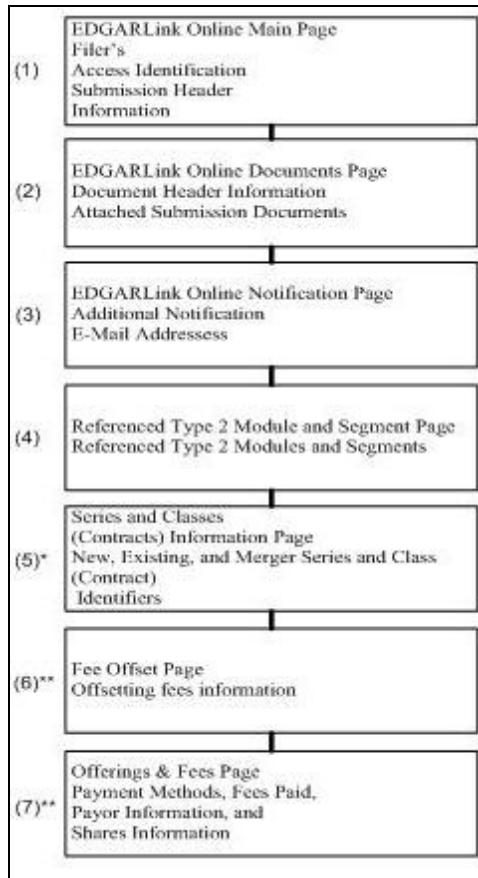 (1)
EDGARLink Online Main Page
Filer's
Access Identification
Submission Header
Information
(2)
EDGARLink Online Documents Page
Document Header Information
Attached Submission Documents
(3)
EDGARLink Online Notification Page
Additional Notification
E-Mail Addressess
(4)
Referenced Type 2 Module and Segment Page
Referenced Type 2 Modules and Segments
(5)*
Series and Classes
(Contracts) Information Page
New, Existing, and Merger Series and Class
(Contract)
Identifiers
(6)**
Fee Offset Page
Offsetting fees information
(7)**
Offerings & Fees Page
Payment Methods, Fees Paid,
Payor Information, and
Shares Information